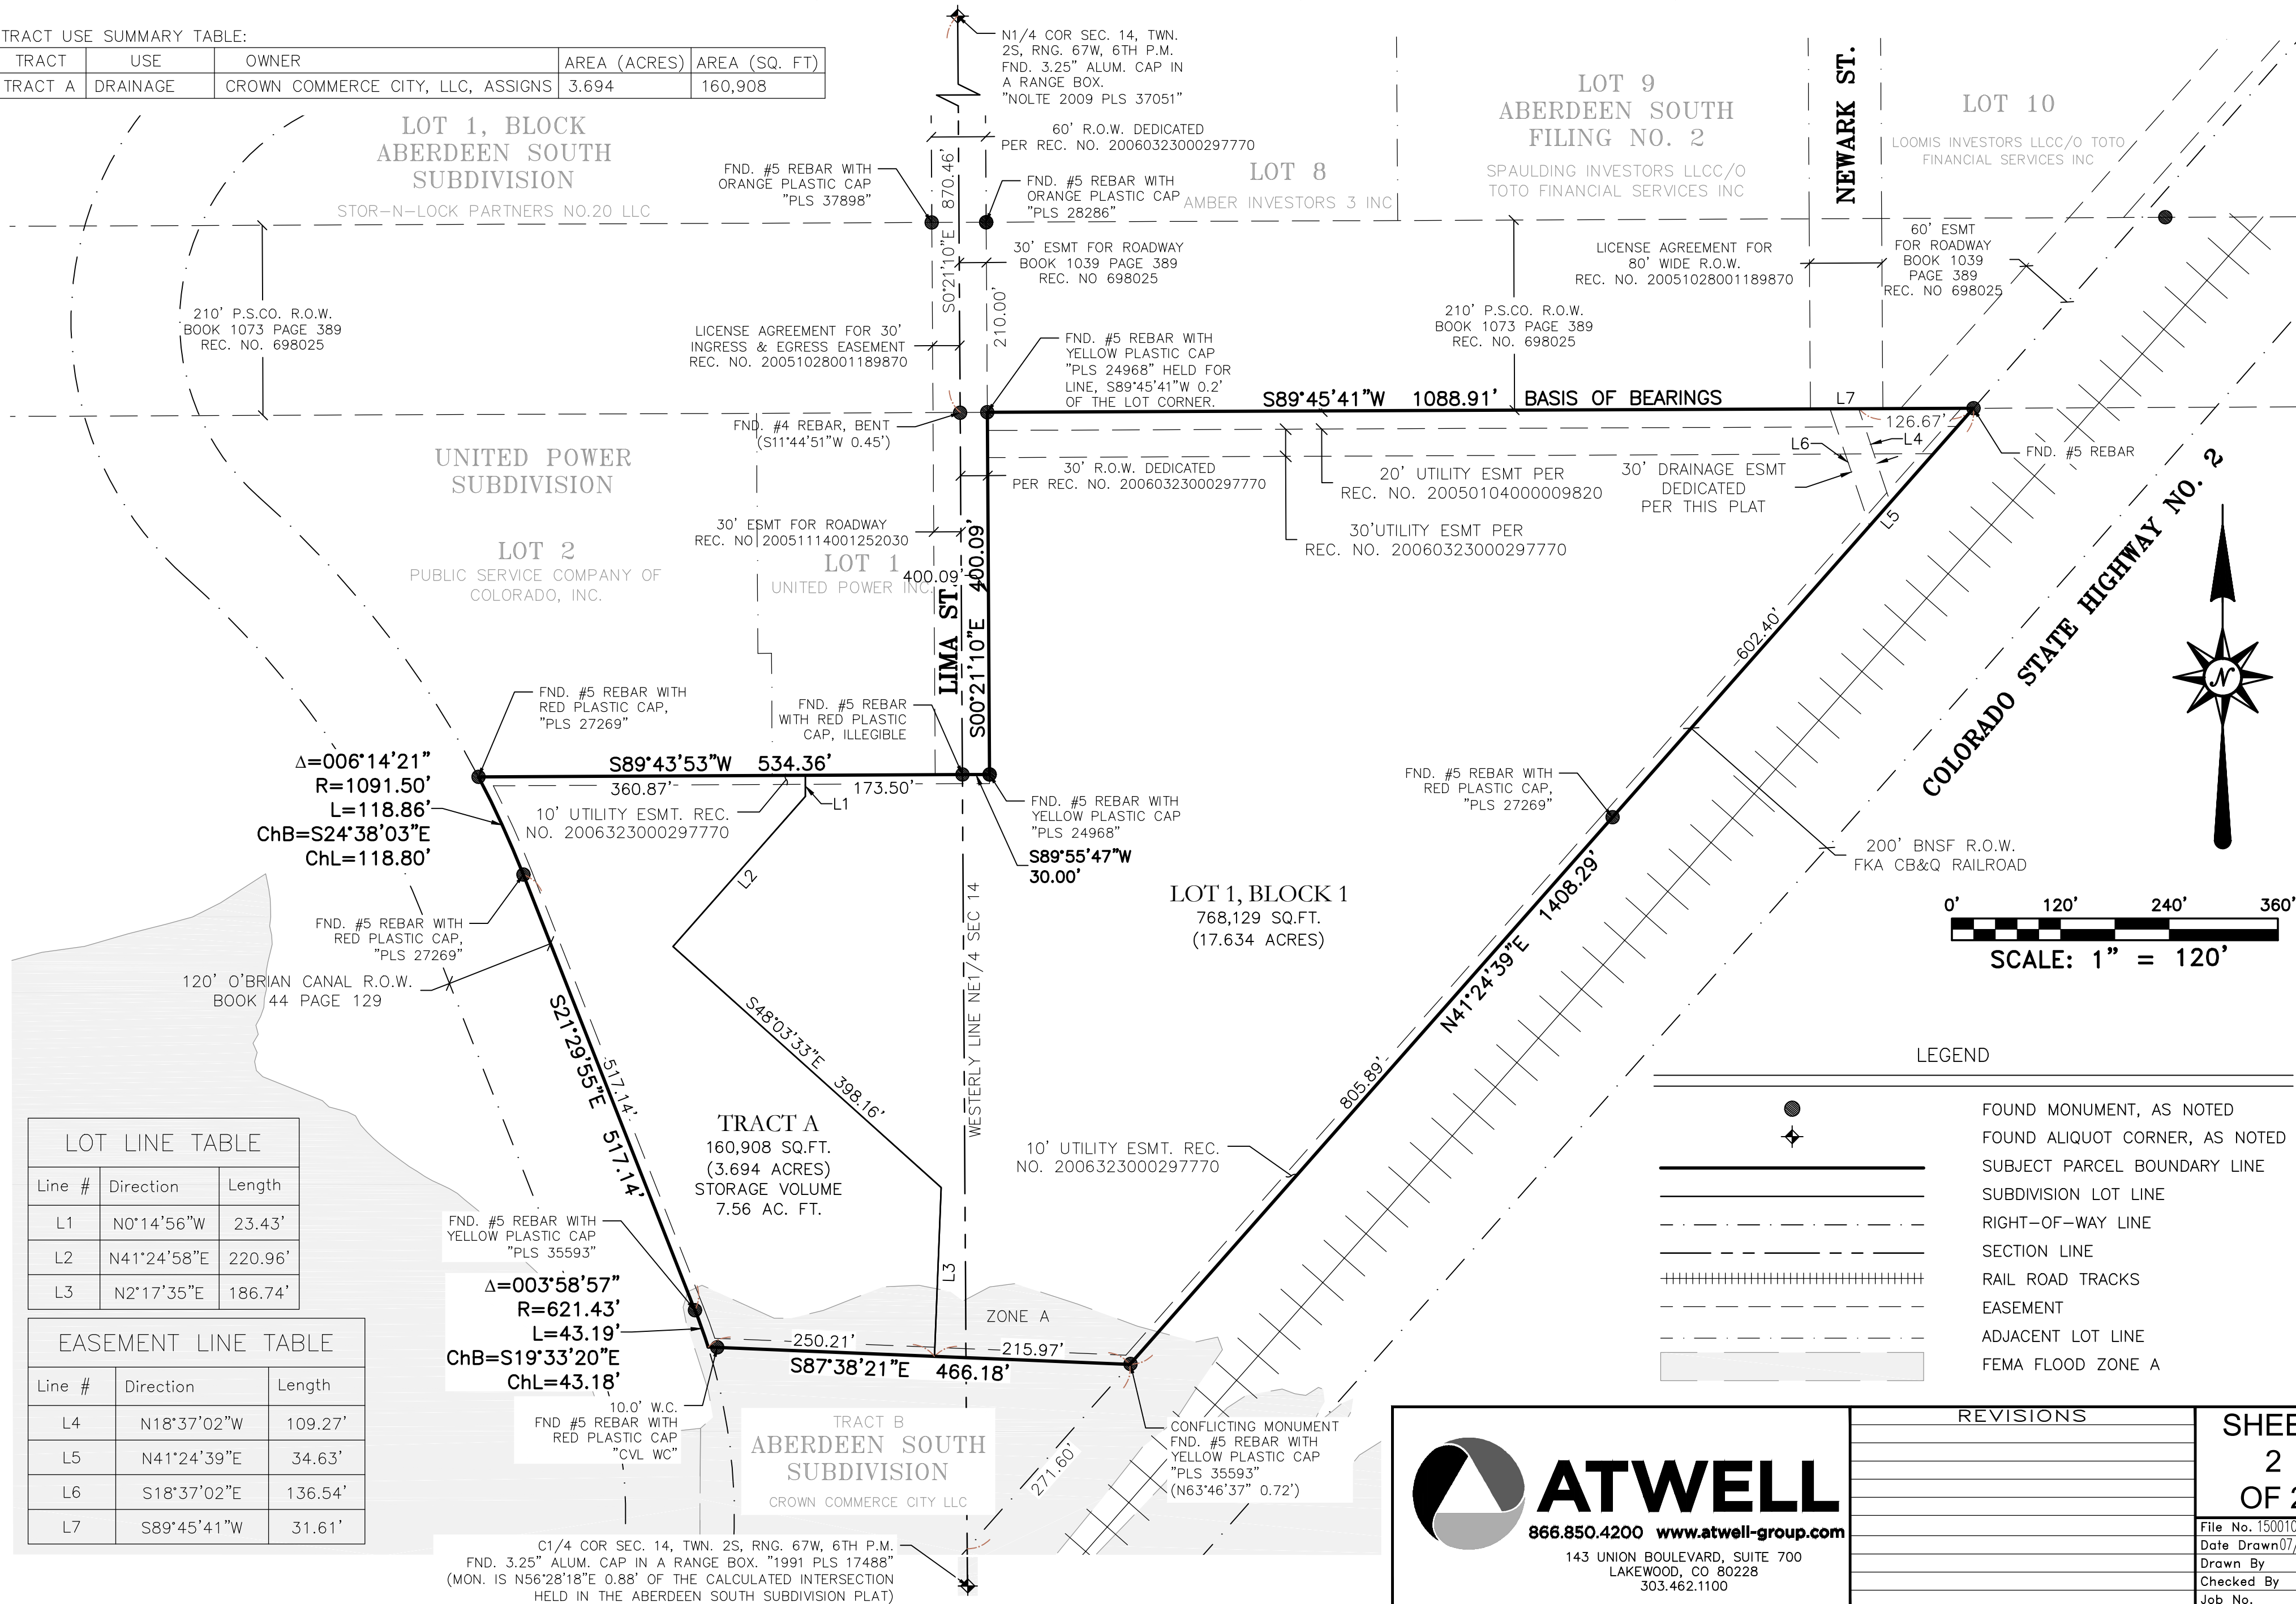 TRACT USE SUMMARY TABLE:
TRACT USE OWNER AREA (ACRES) AREA (SQ. FT)
TRACT A DRAINAGE CROWN COMMERCE CITY, LLC, ASSIGNS 3.694 160,908
N1/4 COR SEC. 14, TWN.
2S, RNG. 67W, 6TH P.M.
FND. 3.25" ALUM. CAP IN
A RANGE BOX.
"NOLTE 2009 PLS 37051"
60' R.O.W. DEDICATED
PER REC. NO. 20060323000297770
LOT 1, BLOCK
ABERDEEN SOUTH
SUBDIVISION
STOR-N-LOCK PARTNERS NO.20 LLC
FND. #5 REBAR WITH
ORANGE PLASTIC CAP
"PLS 37898"
S0°21'10"E 870.46'
FND. #5 REBAR WITH
ORANGE PLASTIC CAP
"PLS 28286"
LOT 8
AMBER INVESTORS 3 INC
LOT 9
ABERDEEN SOUTH
FILING NO. 2
SPAULDING INVESTORS LLCC/O
TOTO FINANCIAL SERVICES INC
NEWARK ST.
LOT 10
LOOMIS INVESTORS LLCC/O TOTO
FINANCIAL SERVICES INC
210' P.S.CO. R.O.W.
BOOK 1073 PAGE 389
REC. NO. 698025
30' ESMT FOR ROADWAY
BOOK 1039 PAGE 389
REC. NO 698025
210.00'
LICENSE AGREEMENT FOR
80' WIDE R.O.W.
REC. NO. 20051028001189870
60' ESMT
FOR ROADWAY
BOOK 1039
PAGE 389
REC. NO 698025
LICENSE AGREEMENT FOR 30'
INGRESS & EGRESS EASEMENT
REC. NO. 20051028001189870
FND. #5 REBAR WITH
YELLOW PLASTIC CAP
"PLS 24968" HELD FOR
LINE, S89°45'41"W 0.2'
OF THE LOT CORNER.
210' P.S.CO. R.O.W.
BOOK 1073 PAGE 389
REC. NO. 698025
S89°45'41"W 1088.91' BASIS OF BEARINGS
L7
126.67'
L4
L6
L5
FND. #5 REBAR
FND. #4 REBAR, BENT
(S11°44'51"W 0.45')
30' R.O.W. DEDICATED
PER REC. NO. 20060323000297770
20' UTILITY ESMT PER
REC. NO. 20050104000009820
30' DRAINAGE ESMT
DEDICATED
PER THIS PLAT
30'UTILITY ESMT PER
REC. NO. 20060323000297770
UNITED POWER
SUBDIVISION
30' ESMT FOR ROADWAY
REC. NO 20051114001252030
LOT 2
PUBLIC SERVICE COMPANY OF
COLORADO, INC.
LOT 1
UNITED POWER INC.
400.09'
LIMA ST
S00°21'10"E 400.09'
COLORADO STATE HIGHWAY NO. 2
602.40'
N
FND. #5 REBAR WITH
RED PLASTIC CAP,
"PLS 27269"
FND. #5 REBAR
WITH RED PLASTIC
CAP, ILLEGIBLE
Δ=006°14'21"
R=1091.50'
L=118.86'
ChB=S24°38'03"E
ChL=118.80'
S89°43'53"W 534.36'
360.87'
173.50'
L1
10' UTILITY ESMT. REC.
NO. 2006323000297770
L2
FND. #5 REBAR WITH
YELLOW PLASTIC CAP
"PLS 24968"
S89°55'47"W
30.00'
FND. #5 REBAR WITH
RED PLASTIC CAP,
"PLS 27269"
200' BNSF R.O.W.
FKA CB&Q RAILROAD
LOT 1, BLOCK 1
768,129 SQ.FT.
(17.634 ACRES)
N41°24'39"E 1408.29'
0' 120' 240' 360'
SCALE: 1" = 120'
FND. #5 REBAR WITH
RED PLASTIC CAP,
"PLS 27269"
120' O'BRIAN CANAL R.O.W.
BOOK 44 PAGE 129
WESTERLY LINE NE1/4 SEC 14
S48°03'33"E 398.16'
S21°29'55"E 517.14'
517.14'
805.89'
TRACT A
160,908 SQ.FT.
(3.694 ACRES)
STORAGE VOLUME
7.56 AC. FT.
10' UTILITY ESMT. REC.
NO. 2006323000297770
LEGEND
FOUND MONUMENT, AS NOTED
FOUND ALIQUOT CORNER, AS NOTED
SUBJECT PARCEL BOUNDARY LINE
SUBDIVISION LOT LINE
RIGHT-OF-WAY LINE
SECTION LINE
RAIL ROAD TRACKS
EASEMENT
ADJACENT LOT LINE
FEMA FLOOD ZONE A
LOT LINE TABLE
Line # Direction Length
L1 N0°14'56"W 23.43'
L2 N41°24'58"E 220.96'
L3 N2°17'35"E 186.74'
EASEMENT LINE TABLE
Line # Direction Length
L4 N18°37'02"W 109.27'
L5 N41°24'39"E 34.63'
L6 S18°37'02"E 136.54'
L7 S89°45'41"W 31.61'
FND. #5 REBAR WITH
YELLOW PLASTIC CAP
"PLS 35593"
Δ=003°58'57"
R=621.43'
L=43.19'
ChB=S19°33'20"E
ChL=43.18'
L3
ZONE A
250.21'
215.97'
S87°38'21"E 466.18'
10.0' W.C.
FND #5 REBAR WITH
RED PLASTIC CAP
"CVL WC"
TRACT B
ABERDEEN SOUTH
SUBDIVISION
CROWN COMMERCE CITY LLC
271.60'
CONFLICTING MONUMENT
FND. #5 REBAR WITH
YELLOW PLASTIC CAP
"PLS 35593"
(N63°46'37" 0.72')
C1/4 COR SEC. 14, TWN. 2S, RNG. 67W, 6TH P.M.
FND. 3.25" ALUM. CAP IN A RANGE BOX. "1991 PLS 17488"
(MON. IS N56°28'18"E 0.88' OF THE CALCULATED INTERSECTION
HELD IN THE ABERDEEN SOUTH SUBDIVISION PLAT)
ATWELL
866.850.4200 www.atwell-group.com
143 UNION BOULEVARD, SUITE 700
LAKEWOOD, CO 80228
303.462.1100
REVISIONS
SHEE
2
OF 2
File No. 150010
Date Drawn 07/
Drawn By
Checked By
Job No.